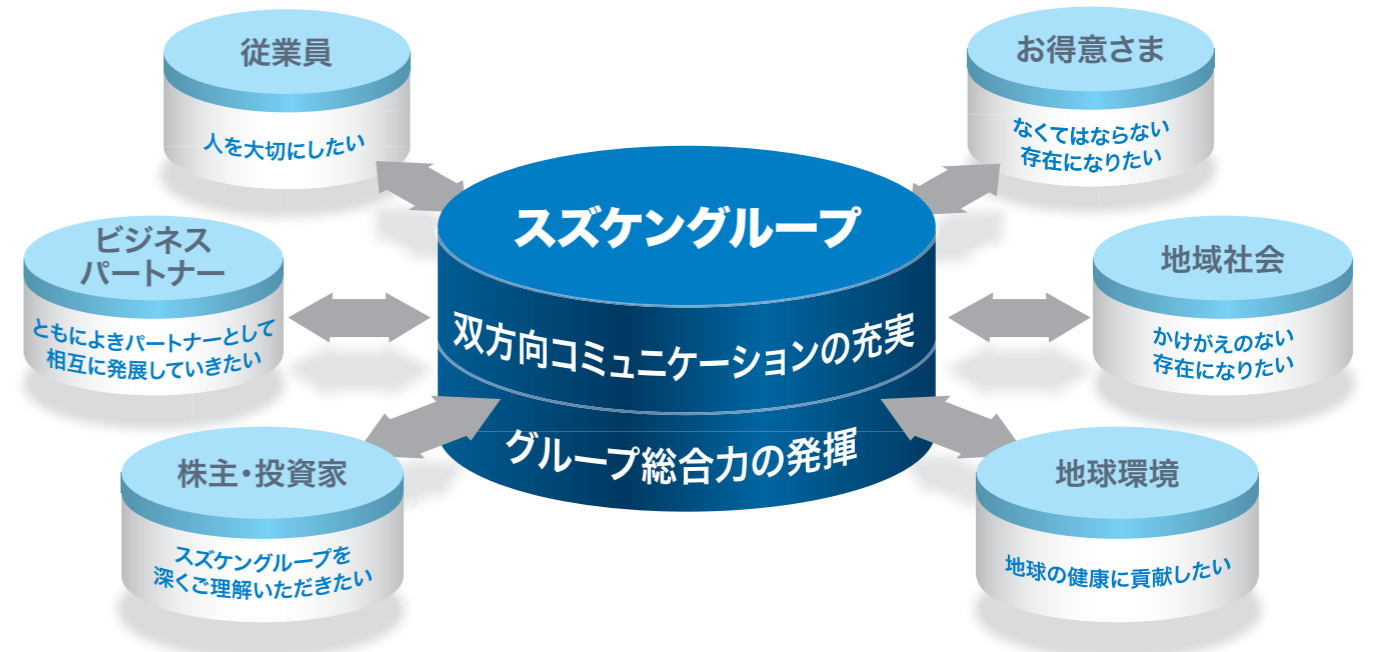 従業員
人を大切にしたい
お得意さま
なくてはならない
存在になりたい
スズケングループ
双方向コミュニケーションの充実
グループ総合力の発揮
ビジネス
パートナー
ともによきパートナーとして
相互に発展していきたい
地域社会
かけがえのない
存在になりたい
株主・投資家
スズケングループを
深くご理解いただきたい
地球環境
地球の健康に貢献したい